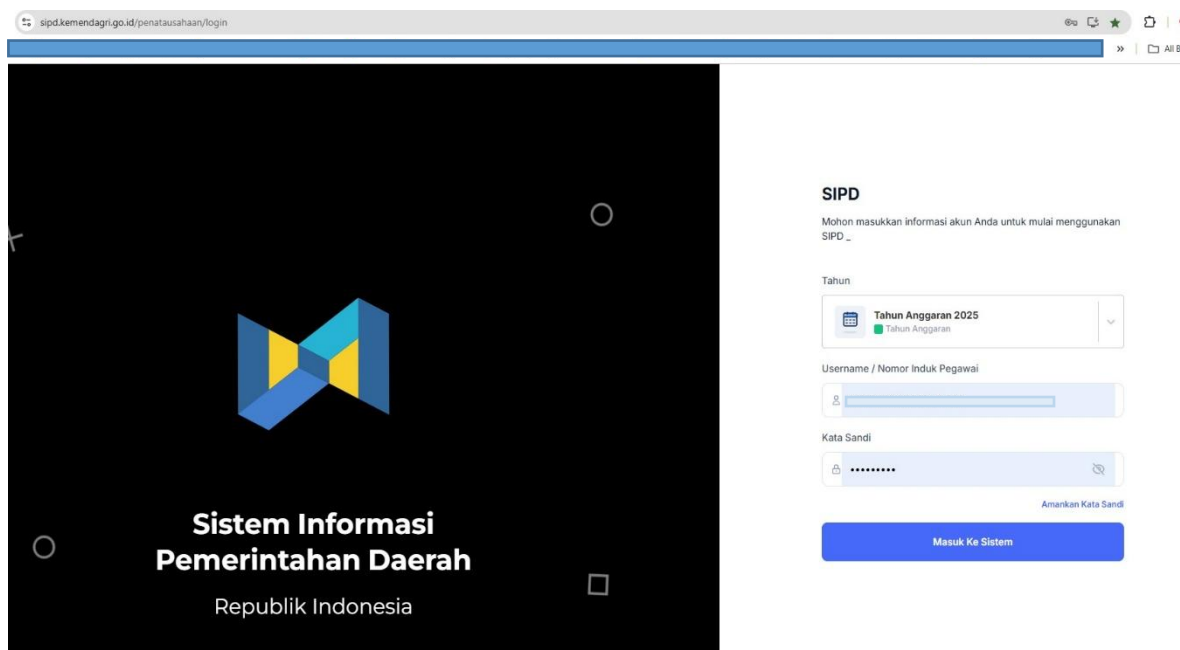 sipd.kemendagri.go.id/penatausahaan/login
» All B
SIPD
Mohon masukkan informasi akun Anda untuk mulai menggunakan
SIPD _
Tahun
Tahun Anggaran 2025
Tahun Anggaran
Username / Nomor Induk Pegawai
Kata Sandi
•••••••••
Amankan Kata Sandi
Masuk Ke Sistem
Sistem Informasi
Pemerintahan Daerah
Republik Indonesia